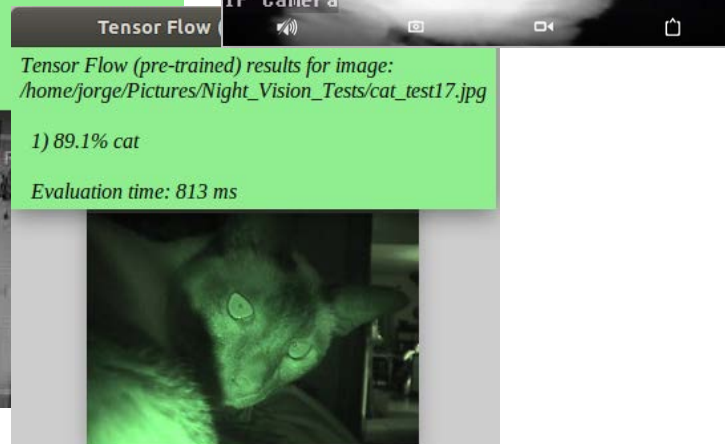 IP Camera
Tensor Flow (
Tensor Flow (pre-trained) results for image:
/home/jorge/Pictures/Night_Vision_Tests/cat_test17.jpg
1) 89.1% cat
Evaluation time: 813 ms